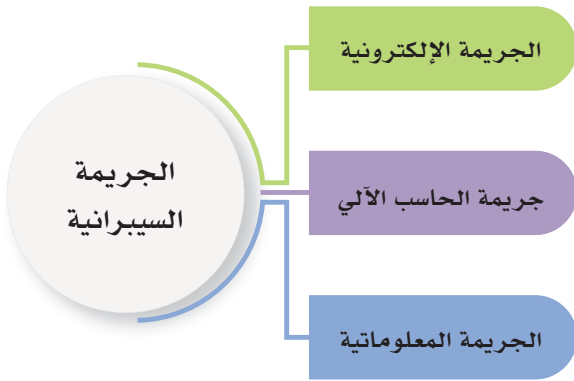 الجريمة
السيبرانية
الجريمة الإلكترونية
جريمة الحاسب الآلي
الجريمة المعلوماتية